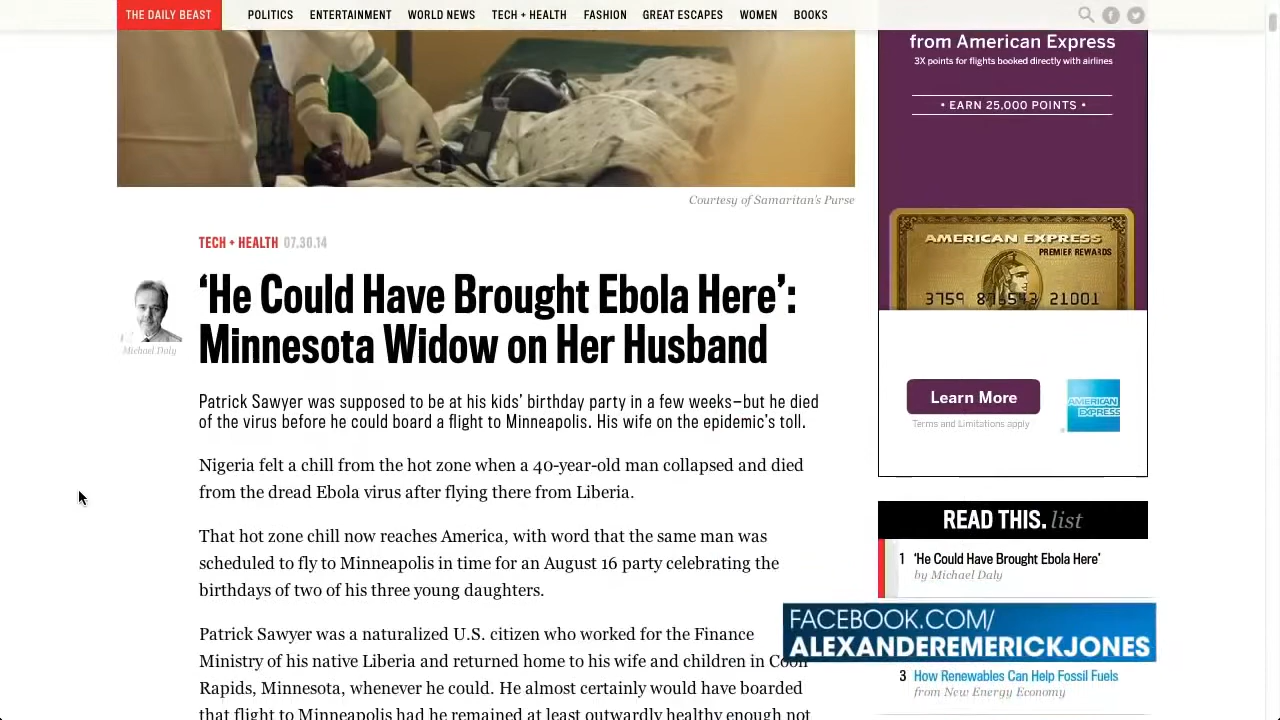 THE DAILY BEAST
POLITICS ENTERTAINMENT WORLD NEWS TECH + HEALTH FASHION GREAT ESCAPES WOMEN BOOKS
from American Express
3X points for flights booked directly with airlines
• EARN 25,000 POINTS •
AMERICAN EXPRESS
PREMIER REWARDS
21001
Learn More
AMERICAN
EXPRESS
Terms and Limitations apply
Courtesy of Samaritan's Purse
TECH + HEALTH 07.30.14
Michael Daly
‘He Could Have Brought Ebola Here’:
Minnesota Widow on Her Husband
Patrick Sawyer was supposed to be at his kids’ birthday party in a few weeks—but he died
of the virus before he could board a flight to Minneapolis. His wife on the epidemic’s toll.
Nigeria felt a chill from the hot zone when a 40-year-old man collapsed and died
from the dread Ebola virus after flying there from Liberia.
That hot zone chill now reaches America, with word that the same man was
scheduled to fly to Minneapolis in time for an August 16 party celebrating the
birthdays of two of his three young daughters.
Patrick Sawyer was a naturalized U.S. citizen who worked for the Finance
Ministry of his native Liberia and returned home to his wife and children in Coon
Rapids, Minnesota, whenever he could. He almost certainly would have boarded
that flight to Minneapolis had he remained at least outwardly healthy enough not
READ THIS. list
1 ‘He Could Have Brought Ebola Here’
by Michael Daly
FACEBOOK.COM/
ALEXANDEREMERICKJONES
3 How Renewables Can Help Fossil Fuels
from New Energy Economy